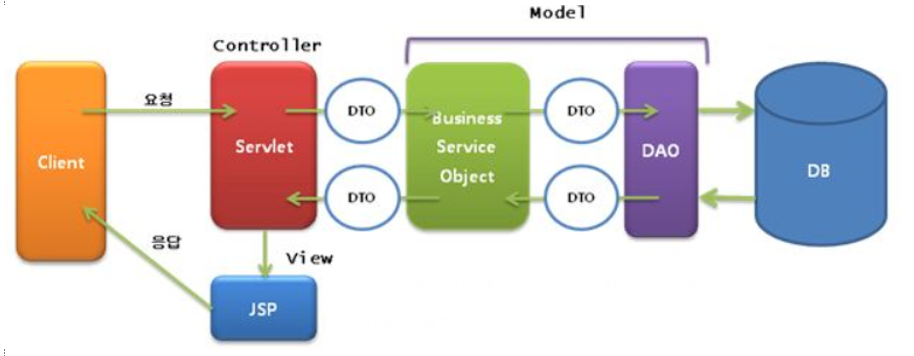 Model
Controller
요청
DTO
DTO
Business
Service
Object
Client
Servlet
DAO
DB
DTO
DTO
응답
View
JSP